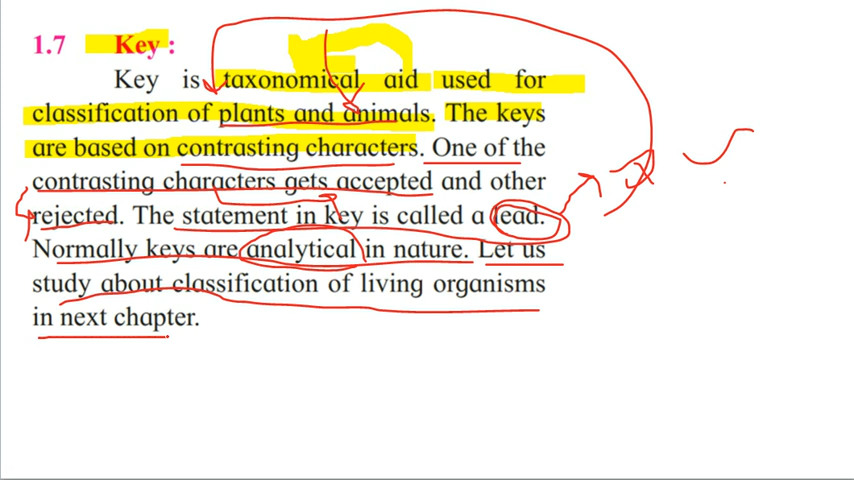 1.7 Key :
Key is taxonomical aid used for
classification of plants and animals. The keys
are based on contrasting characters. One of the
contrasting characters gets accepted and other
rejected. The statement in key is called a lead.
Normally keys are analytical in nature. Let us
study about classification of living organisms
in next chapter.